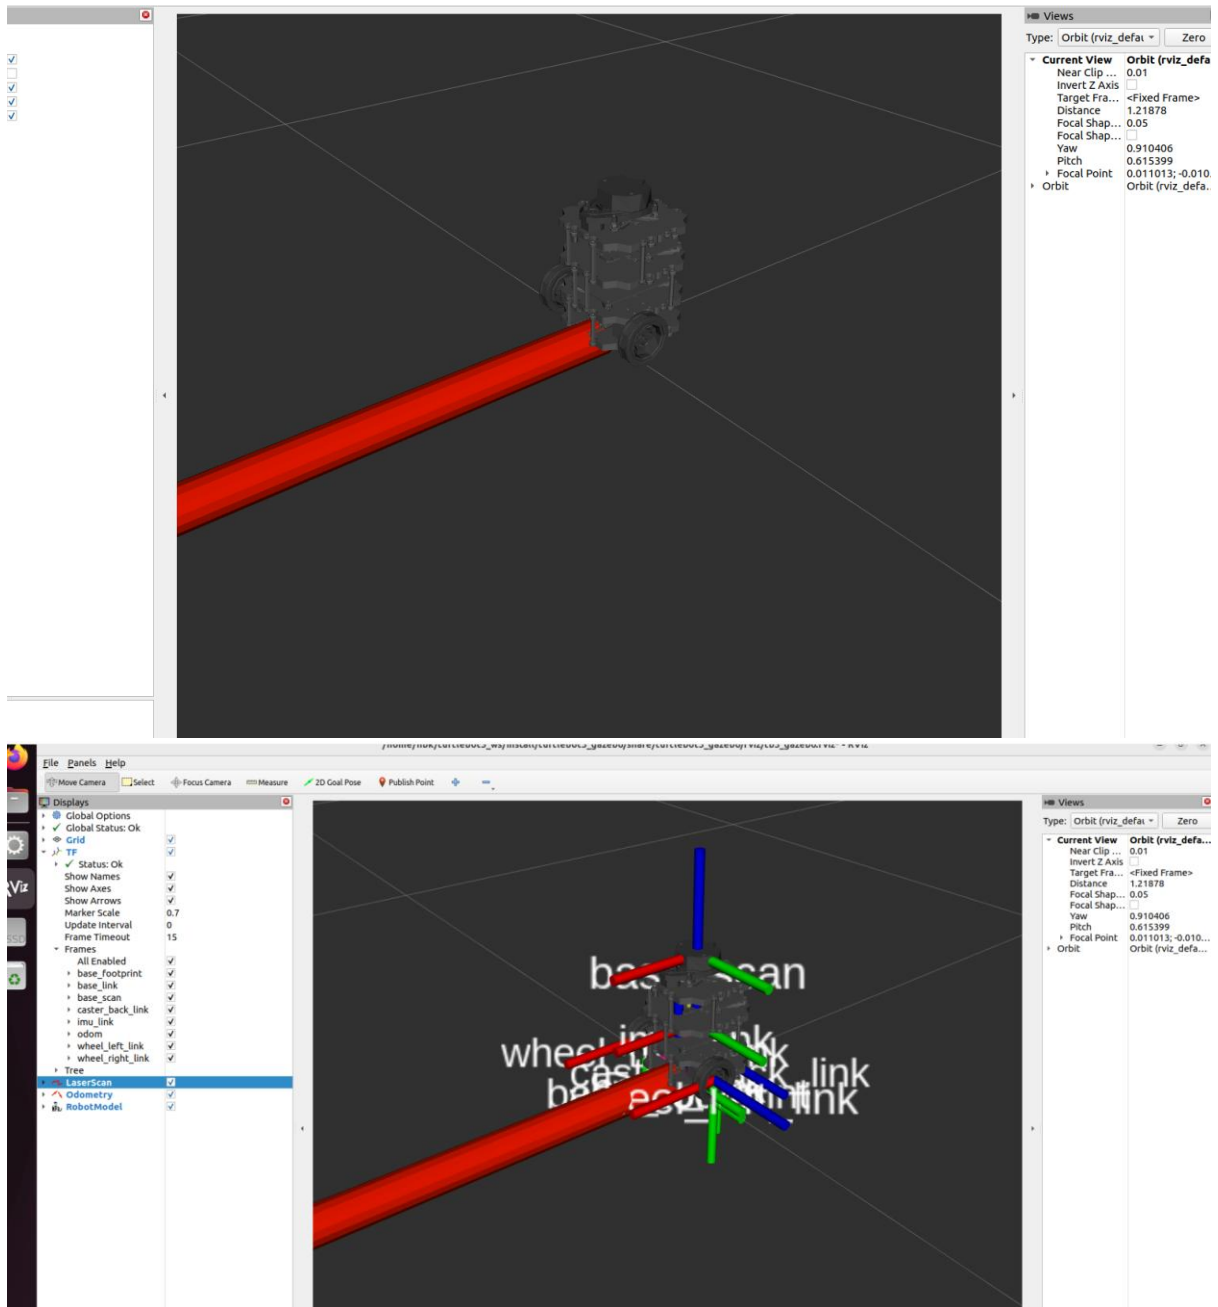 Views
Type: Orbit (rviz_defau Zero
Current View Orbit (rviz_defa
Near Clip ... 0.01
Invert Z Axis
Target Fra... <Fixed Frame>
Distance 1.21878
Focal Shap... 0.05
Focal Shap...
Yaw 0.910406
Pitch 0.615399
Focal Point 0.011013; -0.010.
Orbit Orbit (rviz_defa.
File Panels Help
Move Camera Select Focus Camera Measure 2D Goal Pose Publish Point
Displays
Global Options
Global Status: Ok
Grid
TF
Status: Ok
Show Names
Show Axes
Show Arrows
Marker Scale 0.7
Update Interval 0
Frame Timeout 15
Frames
All Enabled
base_footprint
base_link
base_scan
caster_back_link
imu_link
odom
wheel_left_link
wheel_right_link
Tree
LaserScan
Odometry
RobotModel
RViz
Views
Type: Orbit (rviz_defau Zero
Current View Orbit (rviz_defa...
Near Clip ... 0.01
Invert Z Axis
Target Fra... <Fixed Frame>
Distance 1.21878
Focal Shap... 0.05
Focal Shap...
Yaw 0.910406
Pitch 0.615399
Focal Point 0.011013; -0.010...
Orbit Orbit (rviz_defa...